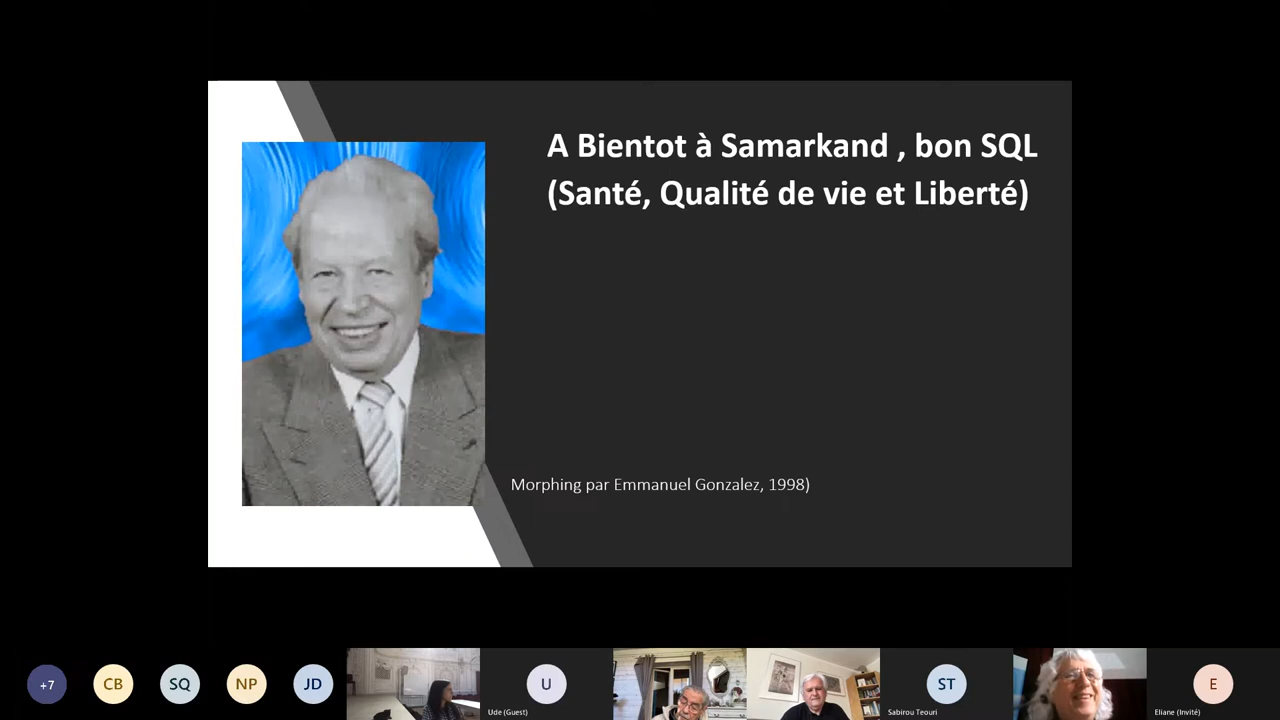 A Bientot à Samarkand , bon SQL
(Santé, Qualité de vie et Liberté)
Morphing par Emmanuel Gonzalez, 1998)
+7
CB
SQ
NP
JD
U
Ude (Guest)
ST
Sabirou Teouri
E
Eliane (Invité)